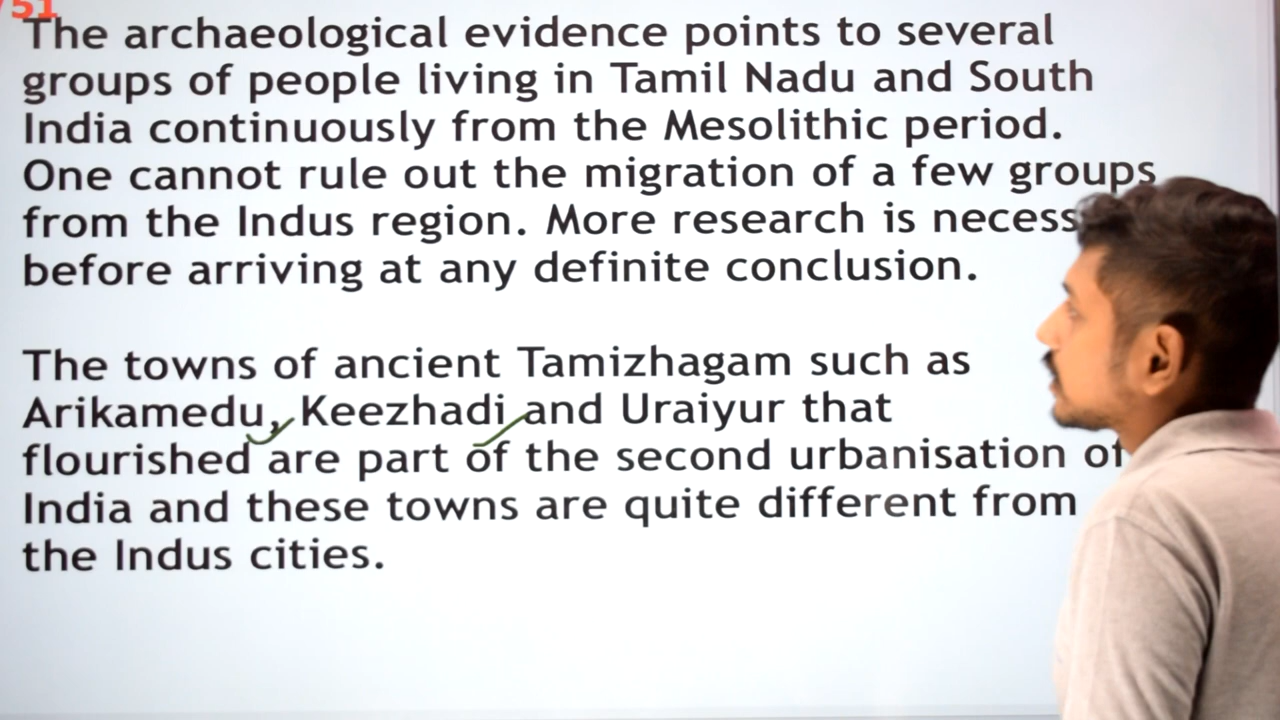 51
The archaeological evidence points to several
groups of people living in Tamil Nadu and South
India continuously from the Mesolithic period.
One cannot rule out the migration of a few groups
from the Indus region. More research is
before arriving at any definite conclusion.
The towns of ancient Tamizhagam such as
Arikamedu, Keezhadi and Uraiyur that
flourished are part of the second urbanisation of
India and these towns are quite different from
the Indus cities.